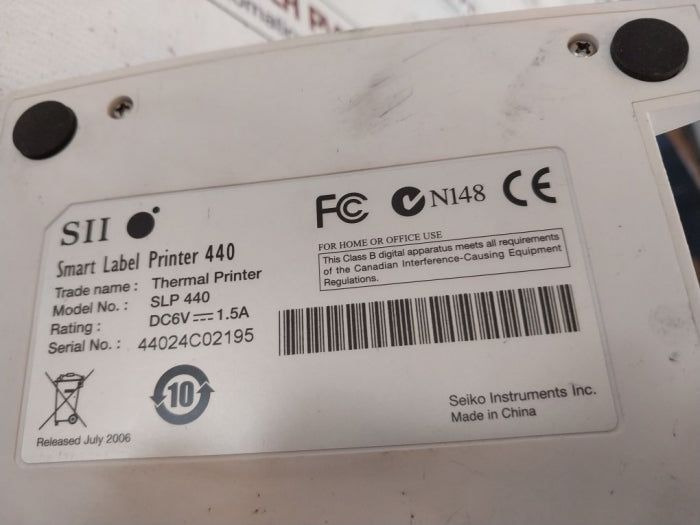 SII
Smart Label Printer 440
Trade name : Thermal Printer
Model No. : SLP 440
Rating : DC6V 1.5A
Serial No. : 44024C02195
FC N148 CE
FOR HOME OR OFFICE USE
This Class B digital apparatus meets all requirements
of the Canadian Interference-Causing Equipment
Regulations.
10
Released July 2006
Seiko Instruments Inc.
Made in China